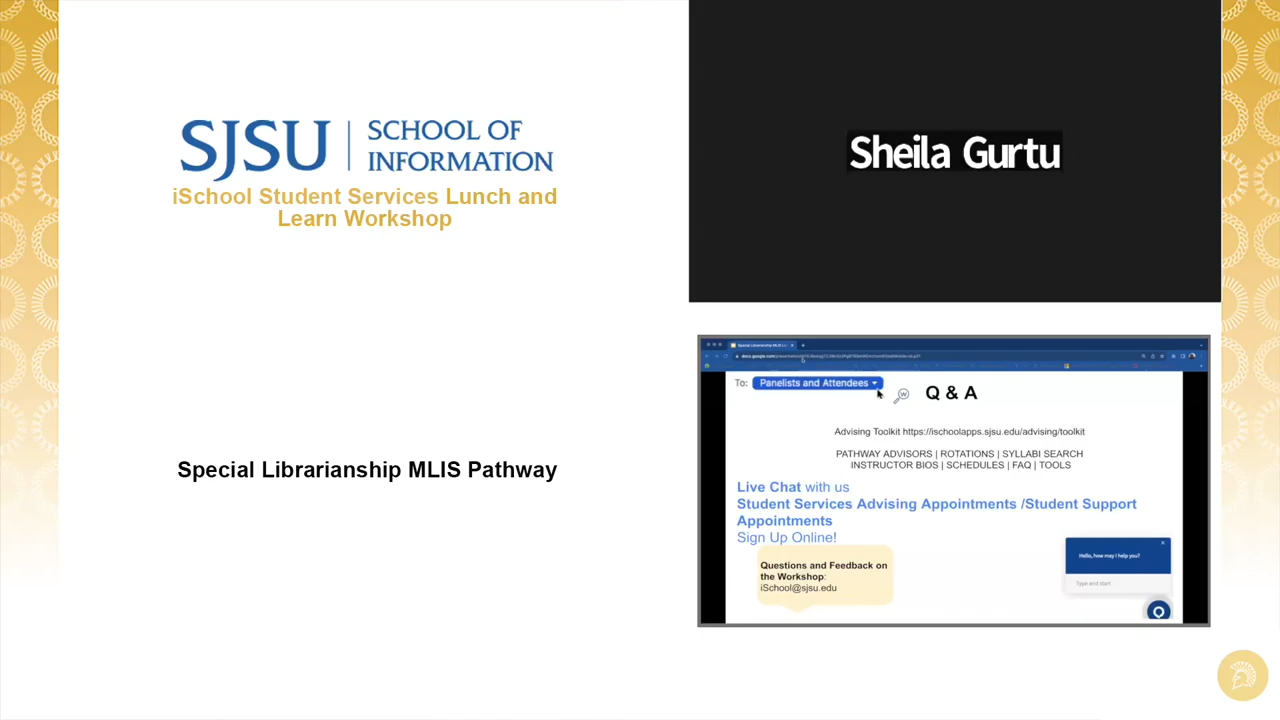 SJSU | SCHOOL OF
INFORMATION
iSchool Student Services Lunch and
Learn Workshop
Special Librarianship MLIS Pathway
Sheila Gurtu
To: Panelists and Attendees
Q & A
Advising Toolkit https://ischoolapps.sjsu.edu/advising/toolkit
PATHWAY ADVISORS | ROTATIONS | SYLLABI SEARCH
INSTRUCTOR BIOS | SCHEDULES | FAQ | TOOLS
Live Chat with us
Student Services Advising Appointments /Student Support
Appointments
Sign Up Online!
Questions and Feedback on
the Workshop:
iSchool@sjsu.edu
Hello, how may I help you?
Type and start